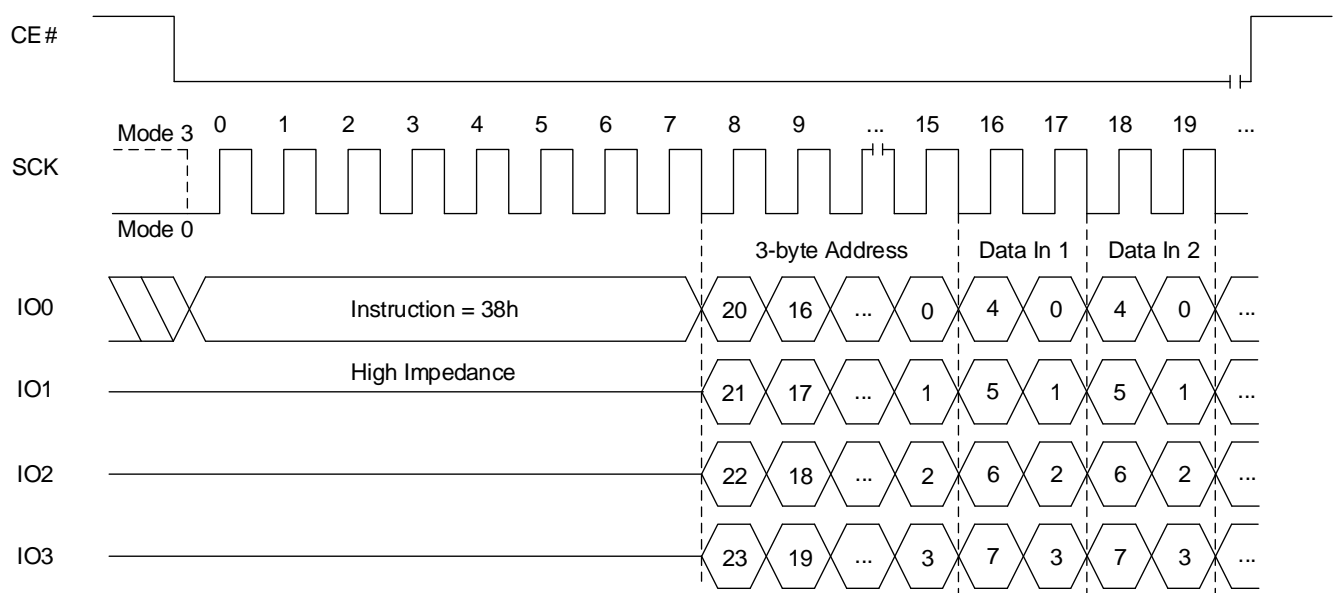 CE#
Mode 3 0 1 2 3 4 5 6 7 8 9 ... 15 16 17 18 19 ...
SCK
Mode 0
3-byte Address Data In 1 Data In 2
IO0 Instruction = 38h 20 16 ... 0 4 0 4 0 ...
High Impedance
IO1 21 17 ... 1 5 1 5 1 ...
IO2 22 18 ... 2 6 2 6 2 ...
IO3 23 19 ... 3 7 3 7 3 ...